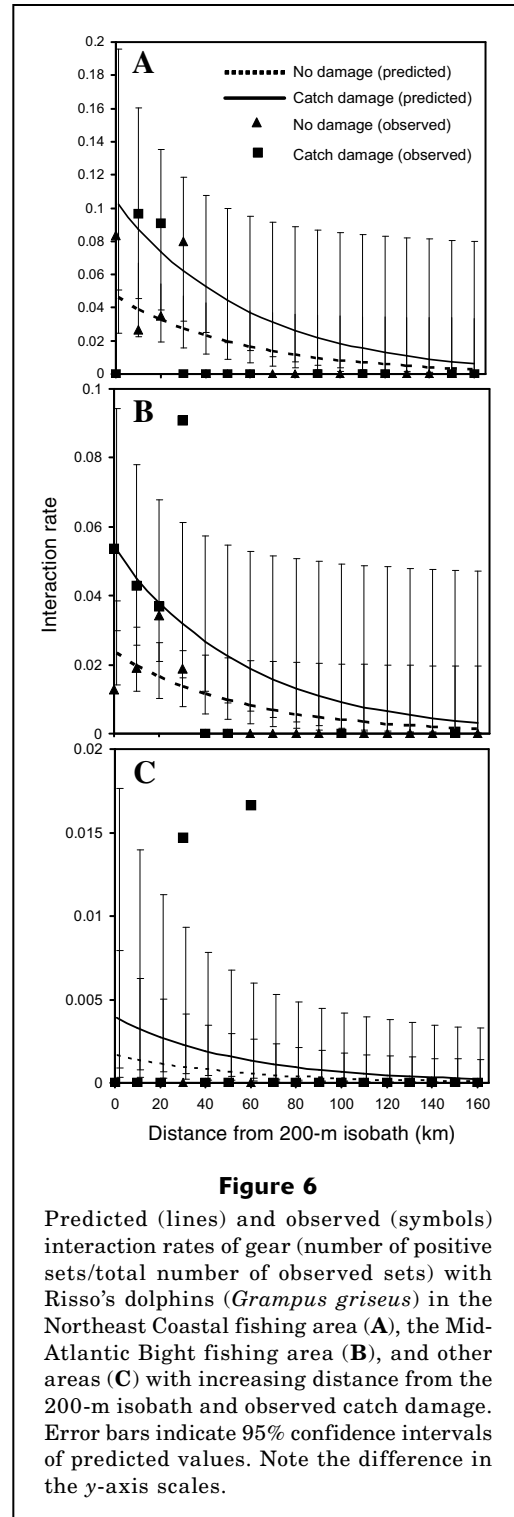 0.2
A
No damage (predicted)
0.18
Catch damage (predicted)
0.16
No damage (observed)
0.14
Catch damage (observed)
0.12
0.1
0.08
0.06
0.04
0.02
0
0.1
B
0.08
0.06
0.04
0.02
0
Interaction rate
0.02
C
0.015
0.01
0.005
0
0 20 40 60 80 100 120 140 160
Distance from 200-m isobath (km)
Figure 6
Predicted (lines) and observed (symbols)
interaction rates of gear (number of positive
sets/total number of observed sets) with
Risso's dolphins (Grampus griseus) in the
Northeast Coastal fishing area (A), the Mid-
Atlantic Bight fishing area (B), and other
areas (C) with increasing distance from the
200-m isobath and observed catch damage.
Error bars indicate 95% confidence intervals
of predicted values. Note the difference in
the y-axis scales.